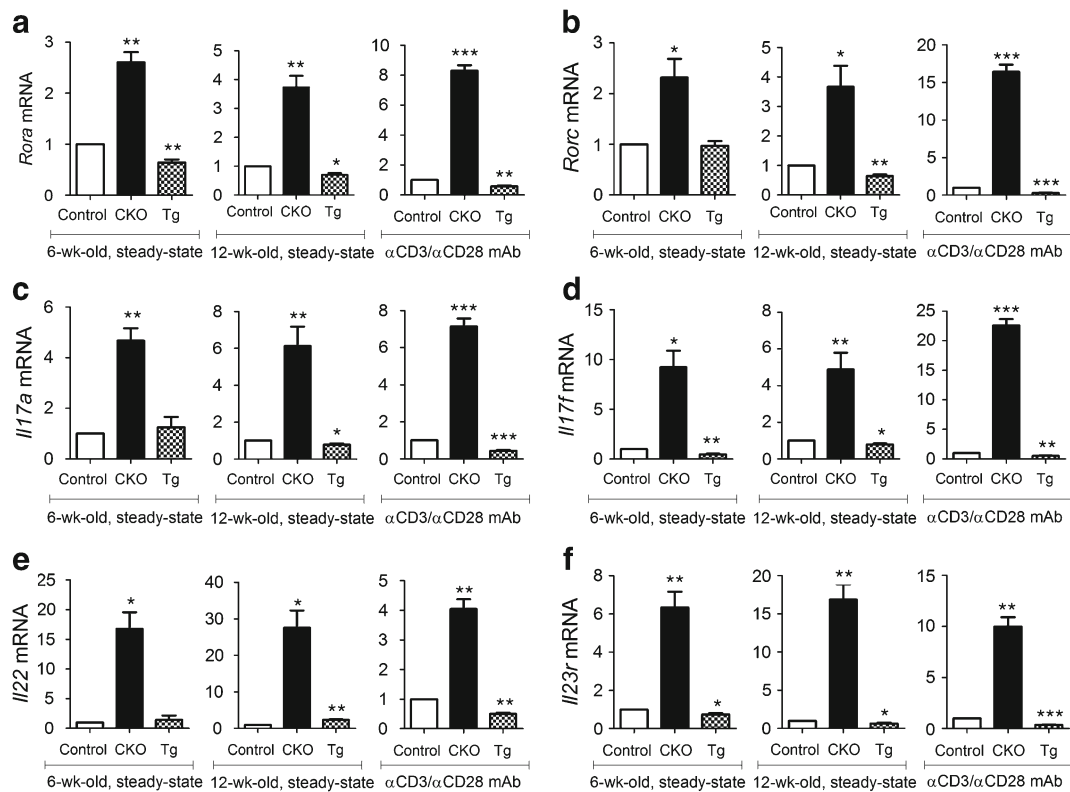 a
Rora mRNA
3
2
1
0
**
**
Control CKO Tg
6-wk-old, steady-state
5
4
3
2
1
0
**
*
Control CKO Tg
12-wk-old, steady-state
10
8
6
4
2
0
***
**
Control CKO Tg
αCD3/αCD28 mAb
b
Rorc mRNA
3
2
1
0
*
Control CKO Tg
6-wk-old, steady-state
5
4
3
2
1
0
*
**
Control CKO Tg
12-wk-old, steady-state
20
15
10
5
0
***
***
Control CKO Tg
αCD3/αCD28 mAb
c
Il17a mRNA
6
4
2
0
**
Control CKO Tg
6-wk-old, steady-state
8
6
4
2
0
**
*
Control CKO Tg
12-wk-old, steady-state
8
6
4
2
0
***
***
Control CKO Tg
αCD3/αCD28 mAb
d
Il17f mRNA
15
10
5
0
*
**
Control CKO Tg
6-wk-old, steady-state
8
6
4
2
0
**
*
Control CKO Tg
12-wk-old, steady-state
25
20
15
10
5
0
***
**
Control CKO Tg
αCD3/αCD28 mAb
e
Il22 mRNA
25
20
15
10
5
0
*
Control CKO Tg
6-wk-old, steady-state
40
30
20
10
0
*
**
Control CKO Tg
12-wk-old, steady-state
5
4
3
2
1
0
**
**
Control CKO Tg
αCD3/αCD28 mAb
f
Il23r mRNA
8
6
4
2
0
**
*
Control CKO Tg
6-wk-old, steady-state
20
15
10
5
0
**
*
Control CKO Tg
12-wk-old, steady-state
15
10
5
0
**
***
Control CKO Tg
αCD3/αCD28 mAb